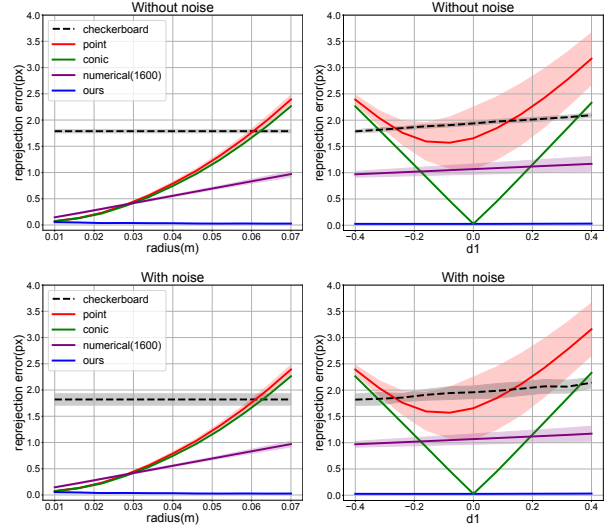 Without noise
reprejection error(px)
4.0
3.5
3.0
2.5
2.0
1.5
1.0
0.5
0.0
checkerboard
point
conic
numerical(1600)
ours
0.01 0.02 0.03 0.04 0.05 0.06 0.07
radius(m)
Without noise
reprejection error(px)
4.0
3.5
3.0
2.5
2.0
1.5
1.0
0.5
0.0
−0.4 −0.2 0.0 0.2 0.4
d1
With noise
reprejection error(px)
4.0
3.5
3.0
2.5
2.0
1.5
1.0
0.5
0.0
checkerboard
point
conic
numerical(1600)
ours
0.01 0.02 0.03 0.04 0.05 0.06 0.07
radius(m)
With noise
reprejection error(px)
4.0
3.5
3.0
2.5
2.0
1.5
1.0
0.5
0.0
−0.4 −0.2 0.0 0.2 0.4
d1